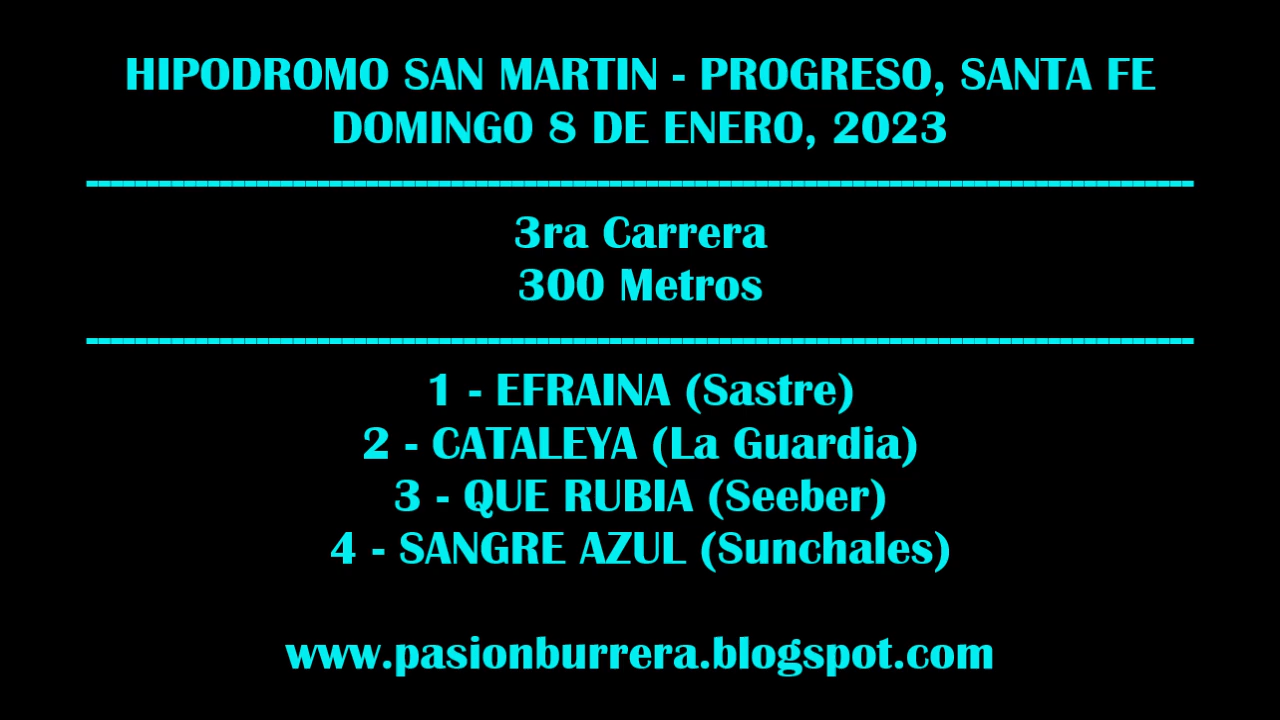 HIPODROMO SAN MARTIN - PROGRESO, SANTA FE
DOMINGO 8 DE ENERO, 2023
3ra Carrera
300 Metros
1 - EFRAINA (Sastre)
2 - CATALEYA (La Guardia)
3 - QUE RUBIA (Seeber)
4 - SANGRE AZUL (Sunchales)
www.pasionburrera.blogspot.com